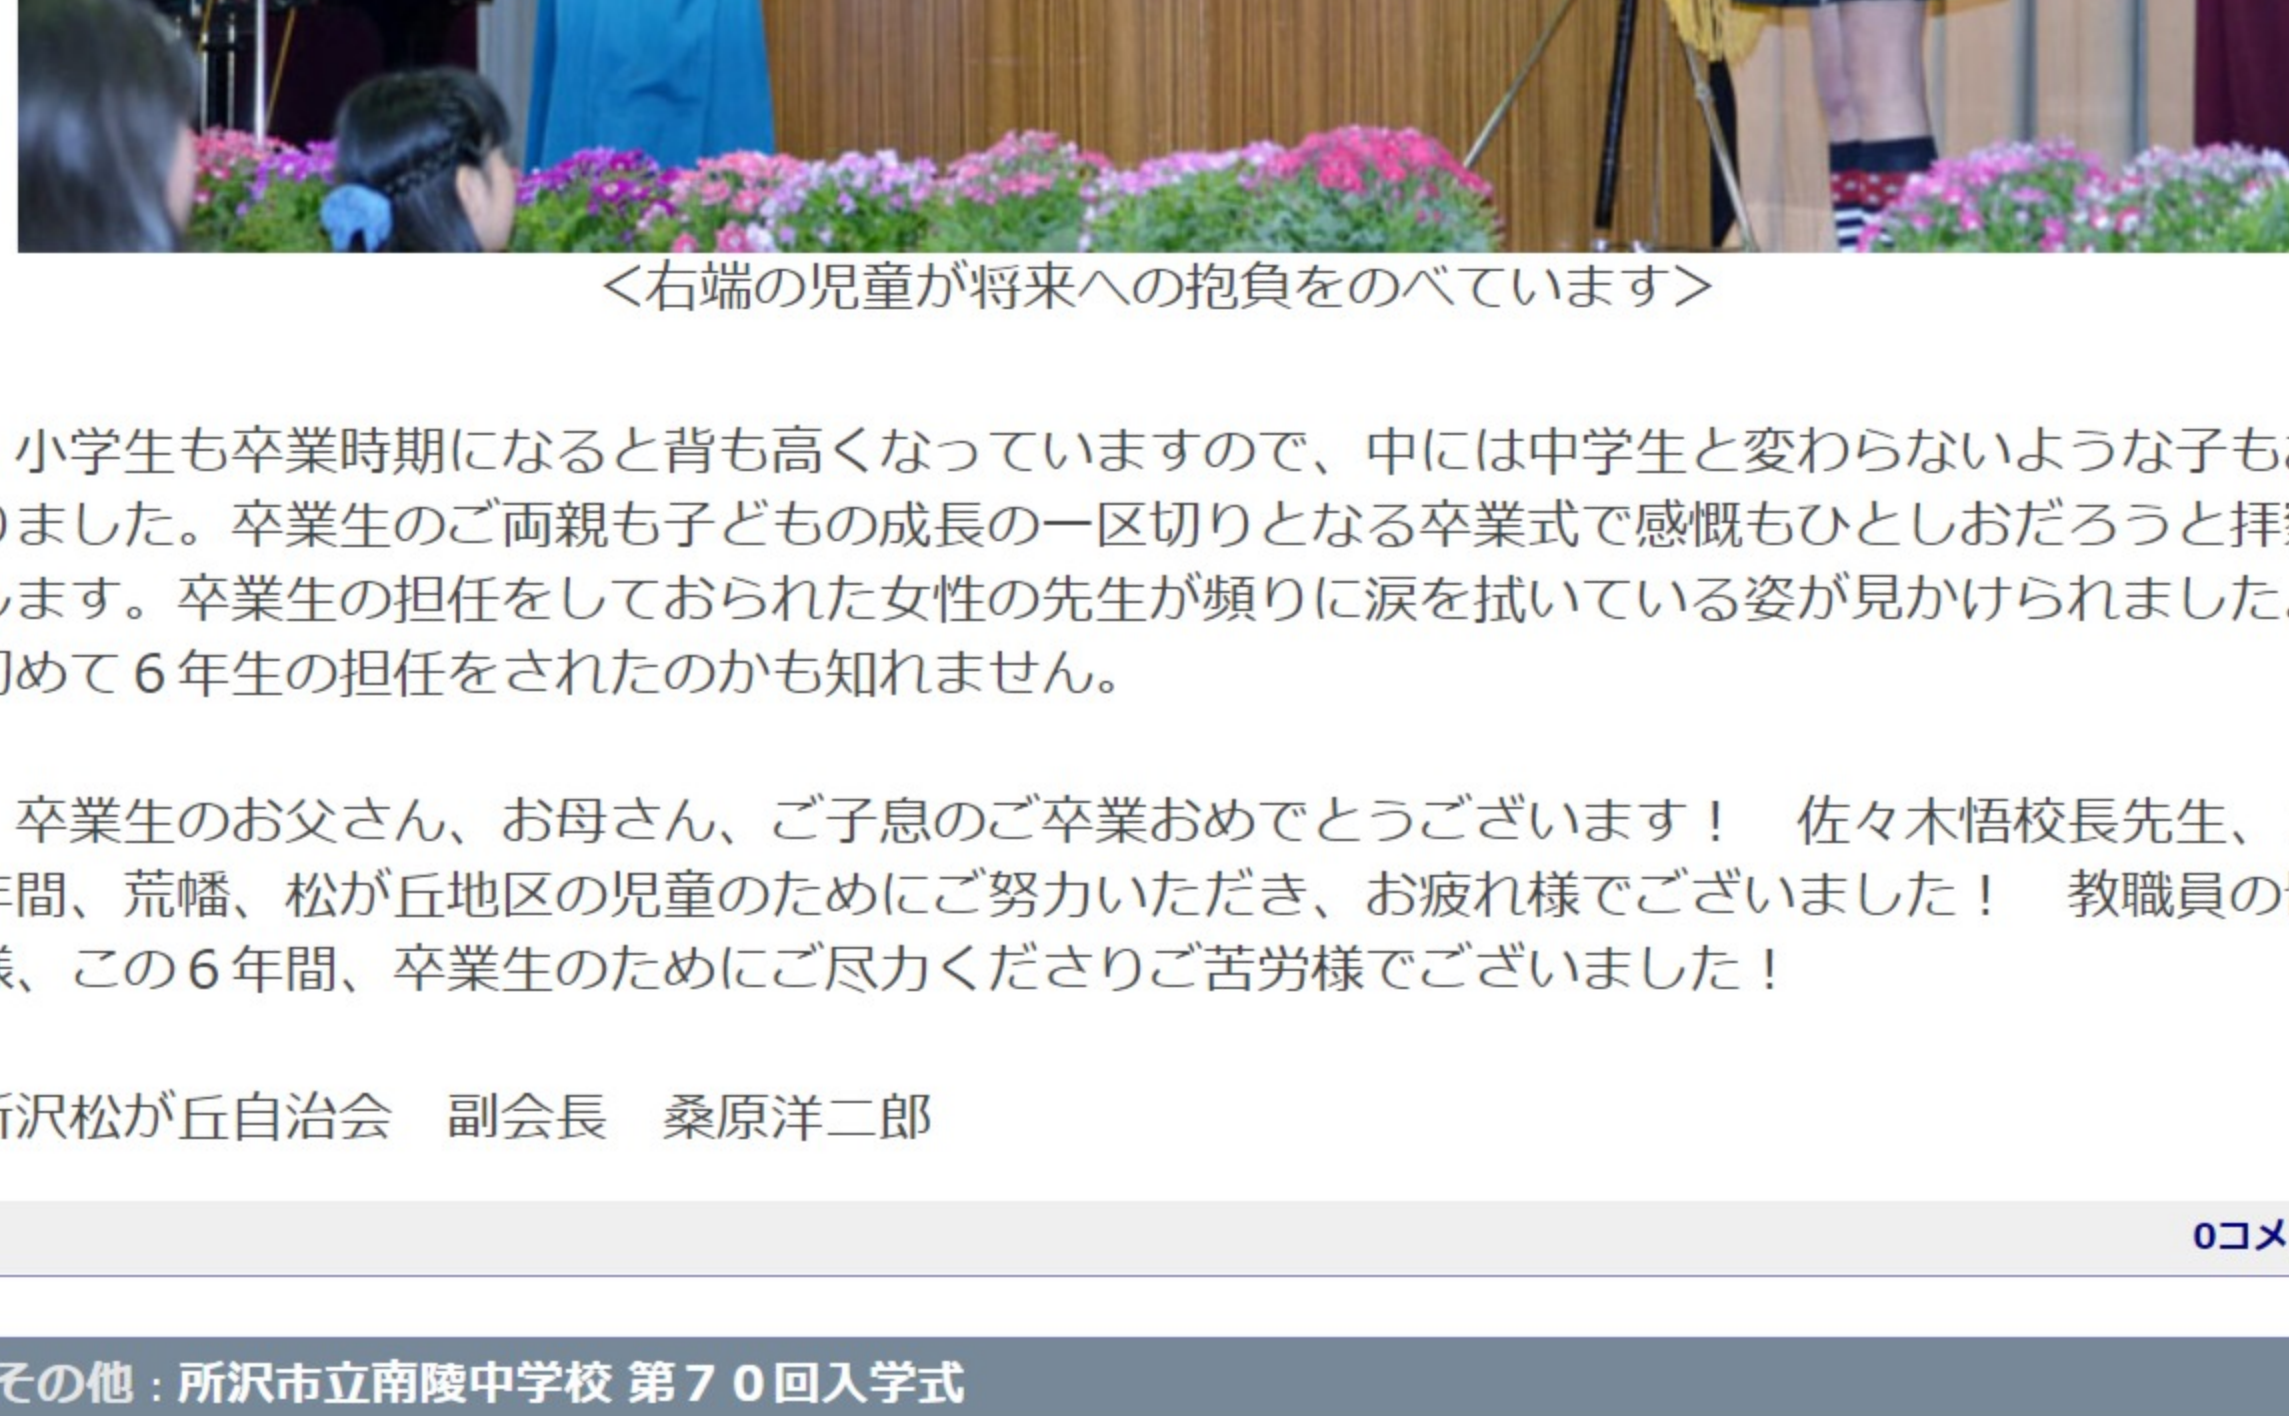 ＜右端の児童が将来への抱負をのべています＞
小学生も卒業時期になると背も高くなっていますので、中には中学生と変わらないような子も
りました。卒業生のご両親も子どもの成長の一区切りとなる卒業式で感慨もひとしおだろうと拝
します。卒業生の担任をしておられた女性の先生が頻りに涙を拭いている姿が見かけられました。
初めて６年生の担任をされたのかも知れません。
卒業生のお父さん、お母さん、ご子息のご卒業おめでとうございます！　佐々木悟校長先生、
年間、荒幡、松が丘地区の児童のためにご努力いただき、お疲れ様でございました！　教職員の
様、この６年間、卒業生のためにご尽力くださりご苦労様でございました！
所沢松が丘自治会　副会長　桑原洋二郎
0コメ
その他 : 所沢市立南陵中学校 第７０回入学式